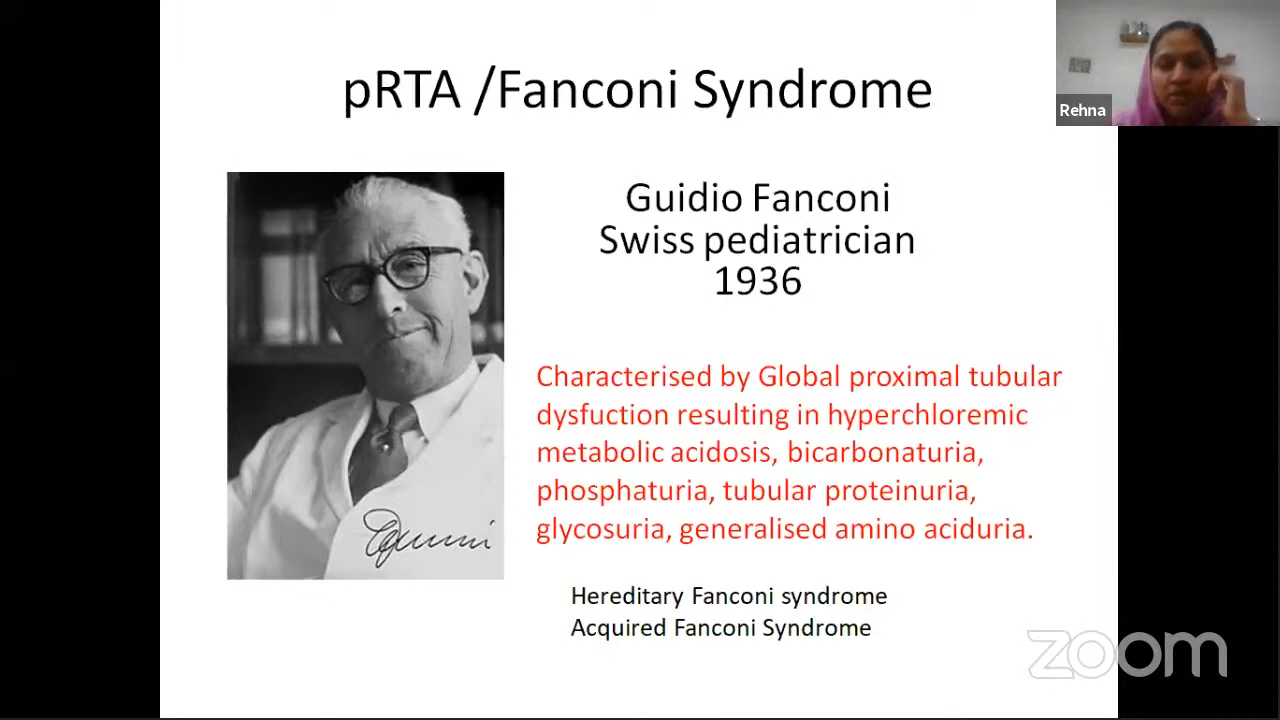 pRTA /Fanconi Syndrome
Rehna
Guidio Fanconi
Swiss pediatrician
1936
Characterised by Global proximal tubular
dysfuction resulting in hyperchloremic
metabolic acidosis, bicarbonaturia,
phosphaturia, tubular proteinuria,
glycosuria, generalised amino aciduria.
Hereditary Fanconi syndrome
Acquired Fanconi Syndrome
zoom